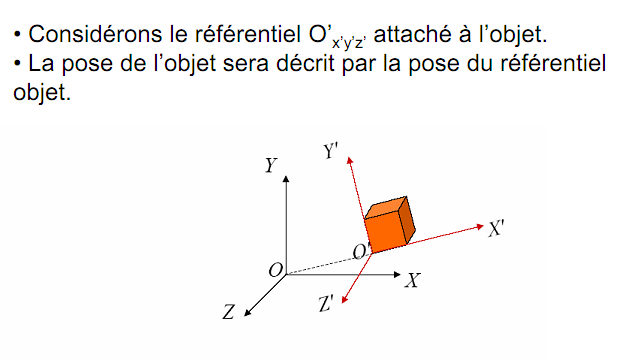 • Considérons le référentiel O’x’y’z’ attaché à l’objet.
• La pose de l’objet sera décrit par la pose du référentiel
objet.
Y'
Y
X'
O'
O
X
Z'
Z